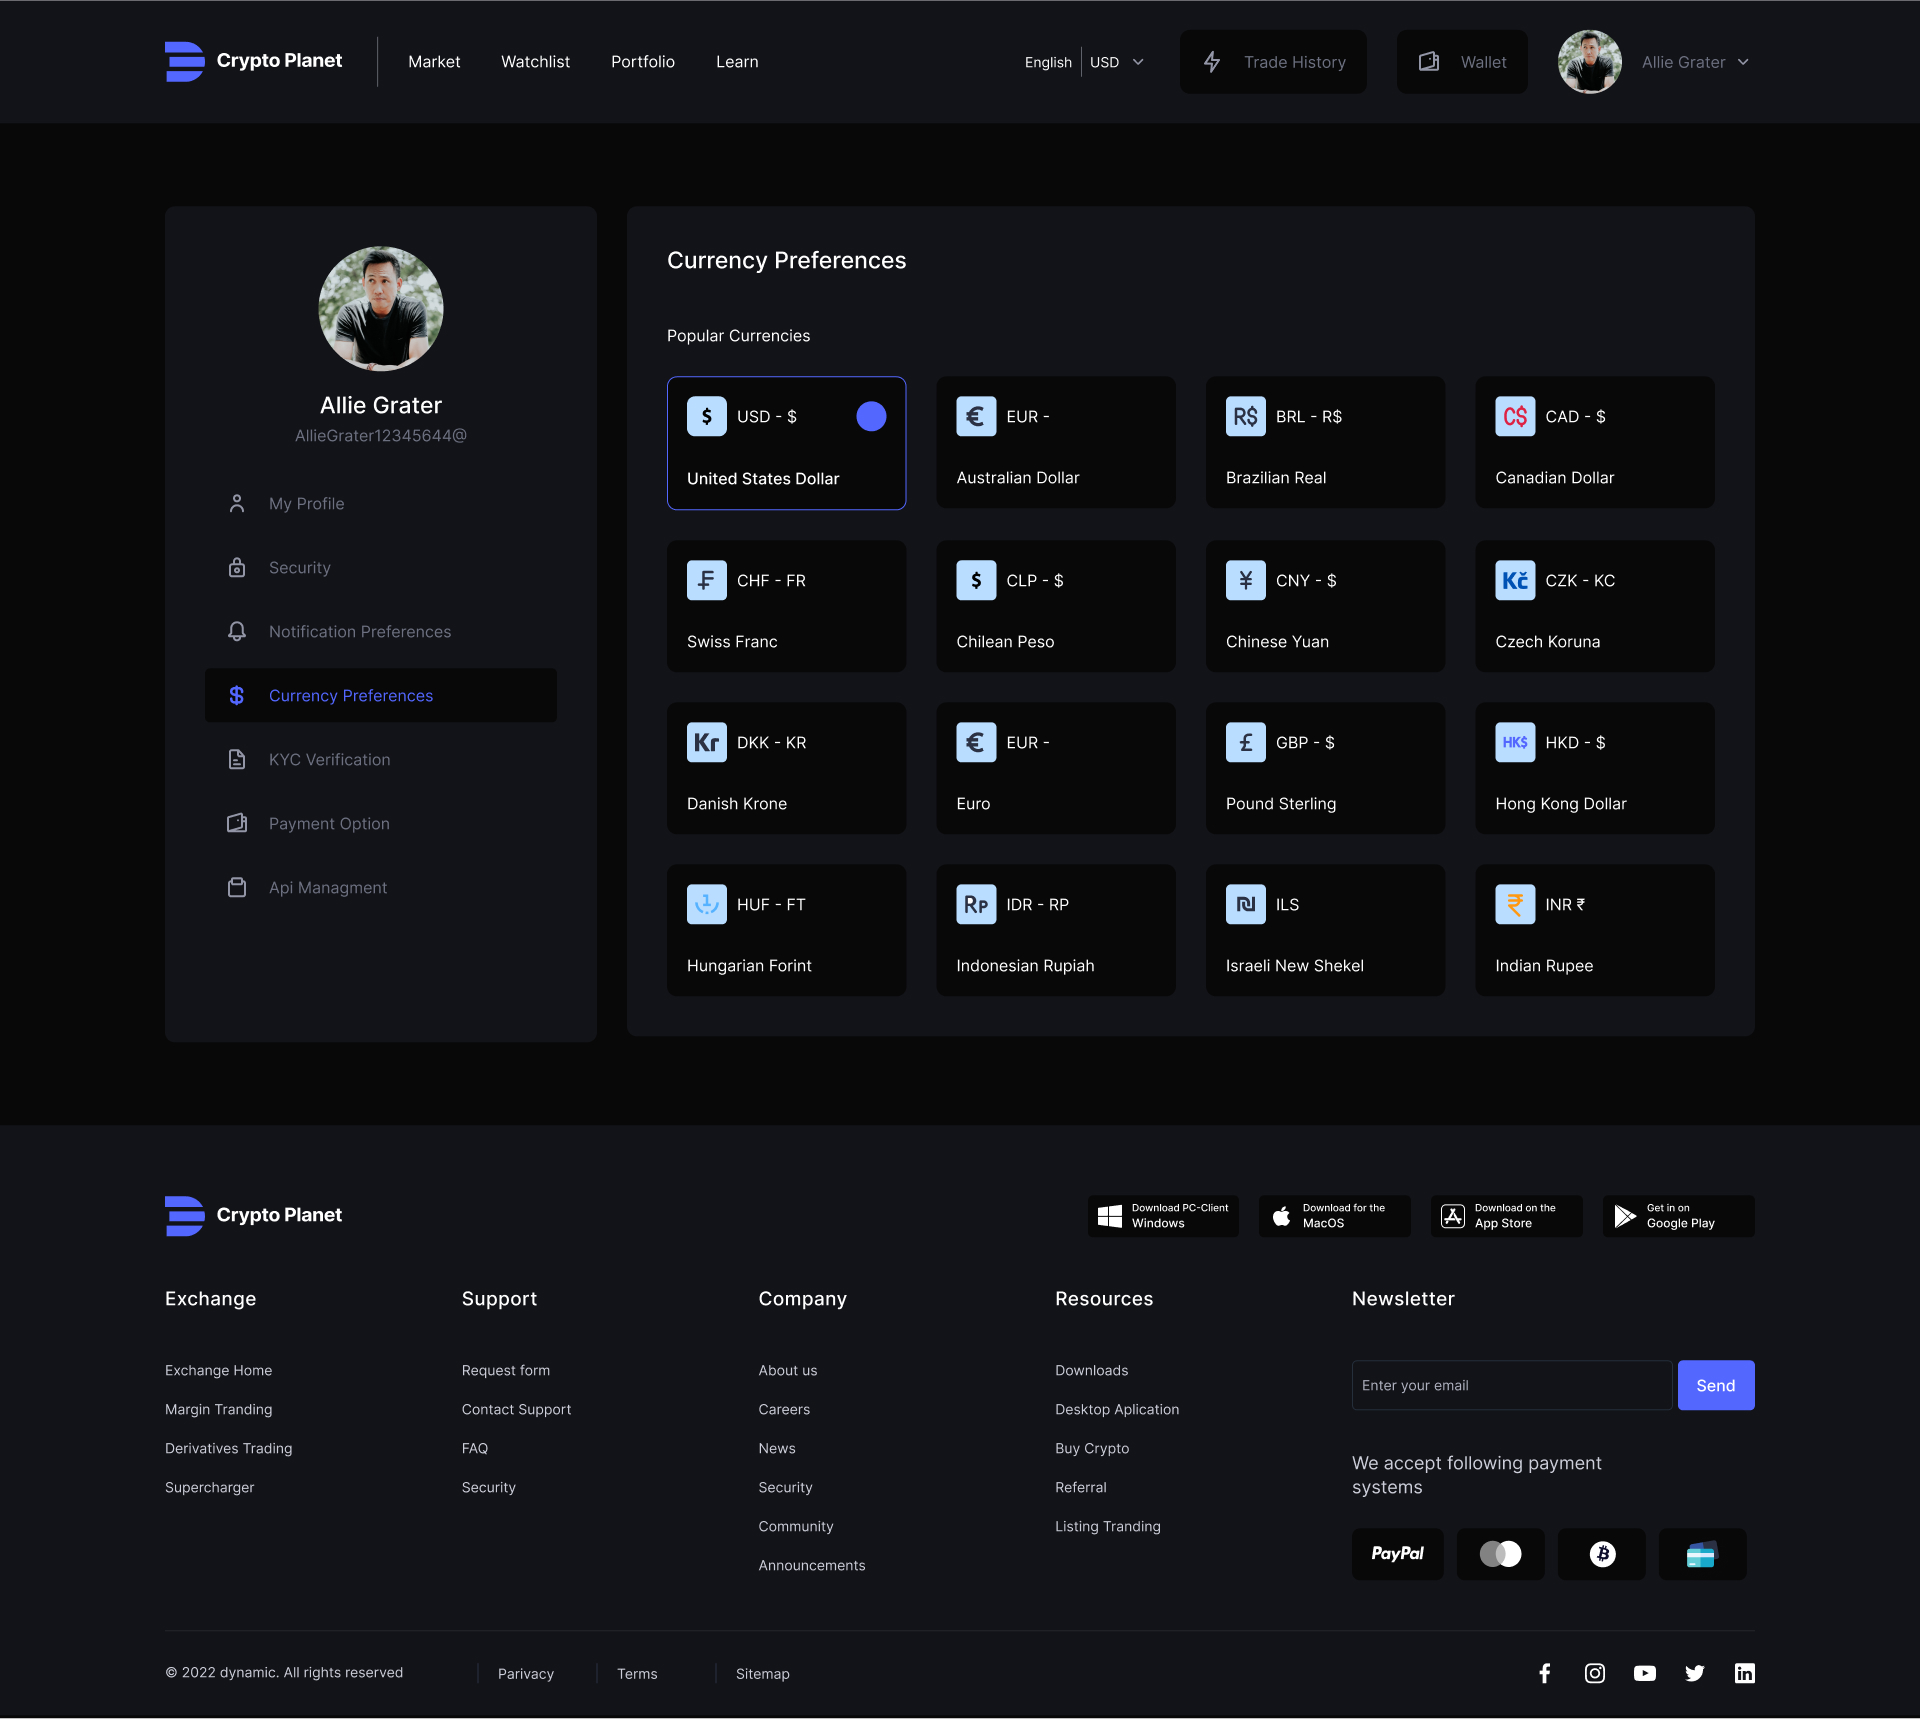 Crypto Planet
Market
Watchlist
Portfolio
Learn
English
USD
Trade History
Wallet
Allie Grater
Allie Grater
AllieGrater12345644@
My Profile
Security
Notification Preferences
$ Currency Preferences
KYC Verification
Payment Option
Api Managment
Currency Preferences
Popular Currencies
$ USD - $
United States Dollar
€ EUR -
Australian Dollar
R$ BRL - R$
Brazilian Real
C$ CAD - $
Canadian Dollar
₣ CHF - FR
Swiss Franc
$ CLP - $
Chilean Peso
¥ CNY - $
Chinese Yuan
Kč CZK - KC
Czech Koruna
Kr DKK - KR
Danish Krone
€ EUR -
Euro
£ GBP - $
Pound Sterling
HK$ HKD - $
Hong Kong Dollar
1 HUF - FT
Hungarian Forint
Rp IDR - RP
Indonesian Rupiah
₪ ILS
Israeli New Shekel
₹ INR ₹
Indian Rupee
Crypto Planet
Download PC-Client
Windows
Download for the
MacOS
Download on the
App Store
Get in on
Google Play
Exchange
Exchange Home
Margin Tranding
Derivatives Trading
Supercharger
Support
Request form
Contact Support
FAQ
Security
Company
About us
Careers
News
Security
Community
Announcements
Resources
Downloads
Desktop Aplication
Buy Crypto
Referral
Listing Tranding
Newsletter
Enter your email
Send
We accept following payment
systems
PayPal
© 2022 dynamic. All rights reserved
Parivacy
Terms
Sitemap